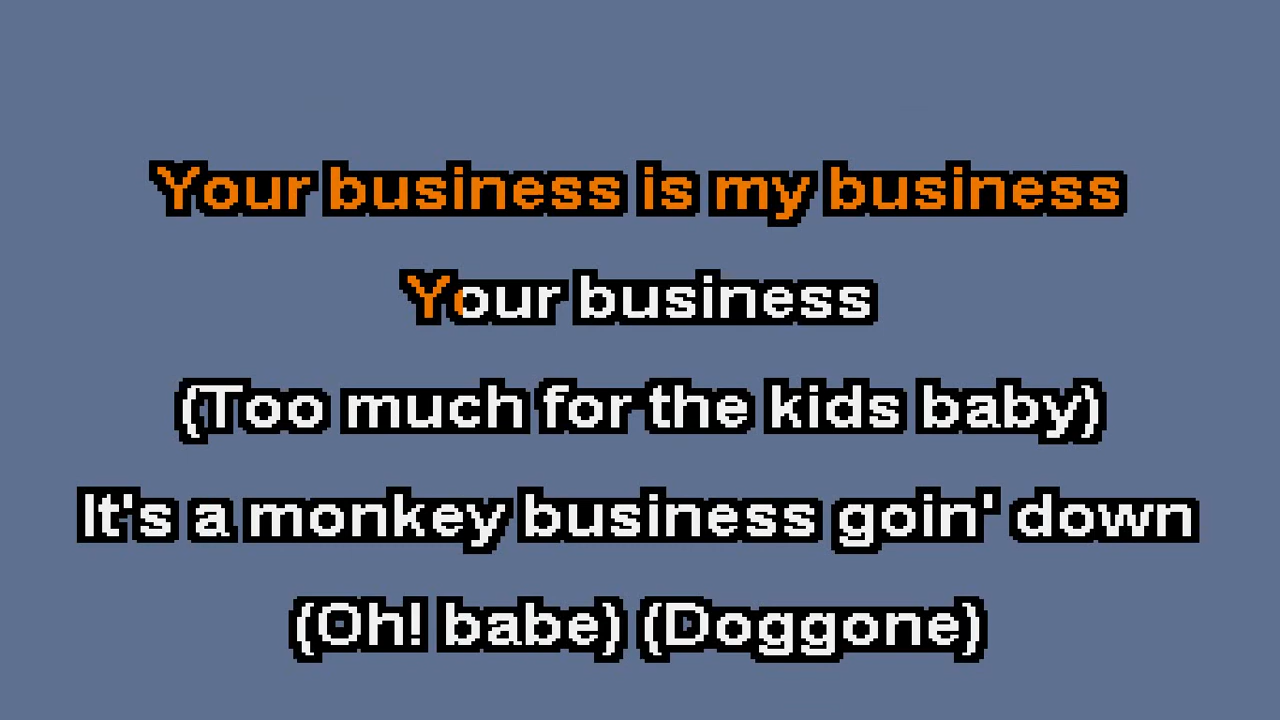 Your business is my business
Your business
(Too much for the kids baby)
It's a monkey business goin' down
(Oh! babe) (Doggone)